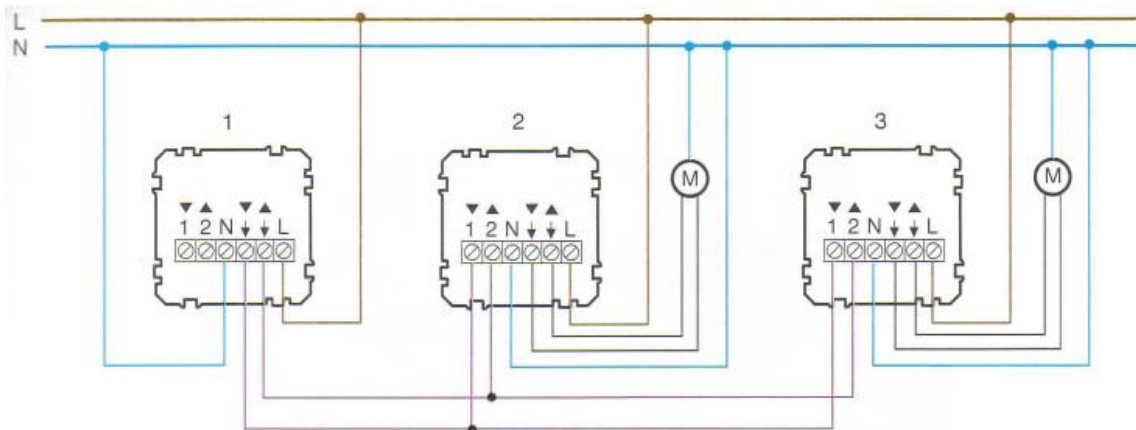 L
N
1 2 3
M M
▼ ▲ ▼ ▲
1 2 N ↓ ↓ L
▼ ▲ ▼ ▲
1 2 N ↓ ↓ L
▼ ▲ ▼ ▲
1 2 N ↓ ↓ L